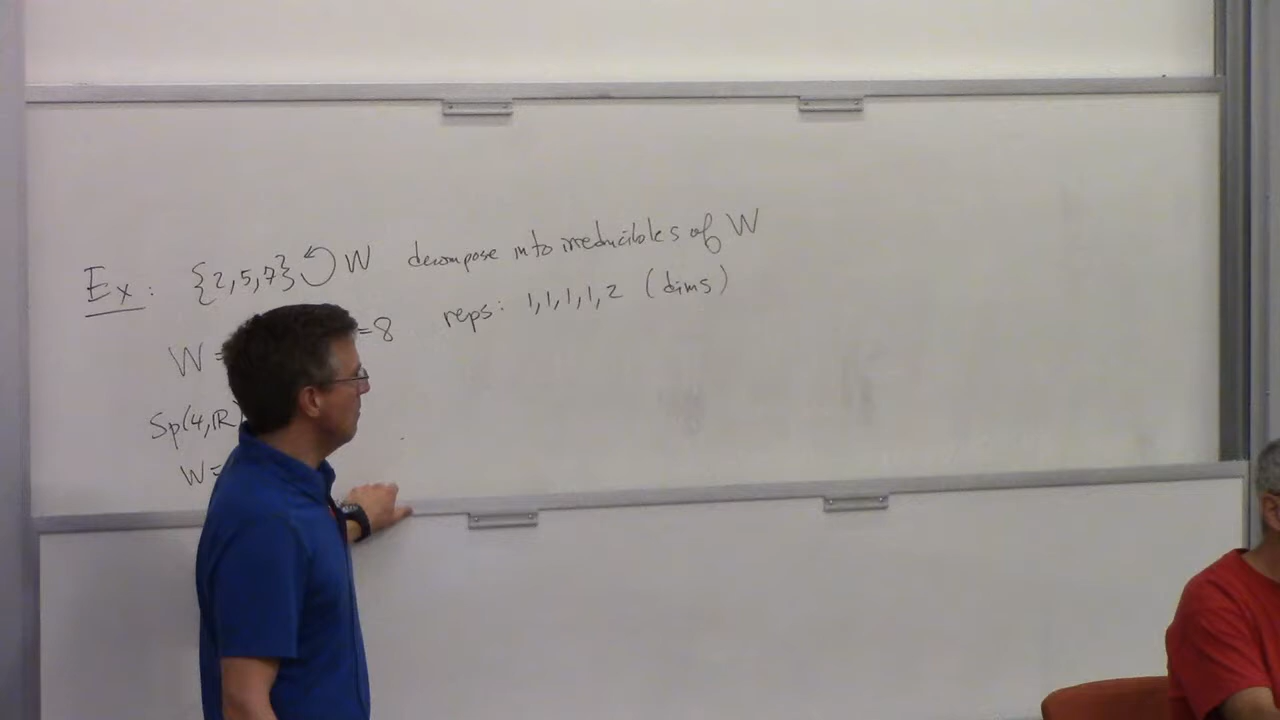 Ex: {2,5,7} ↺ W decompose into irreducibles of W
W = =8 reps: 1,1,1,1,2 (dims)
Sp(4,ℝ)
W=